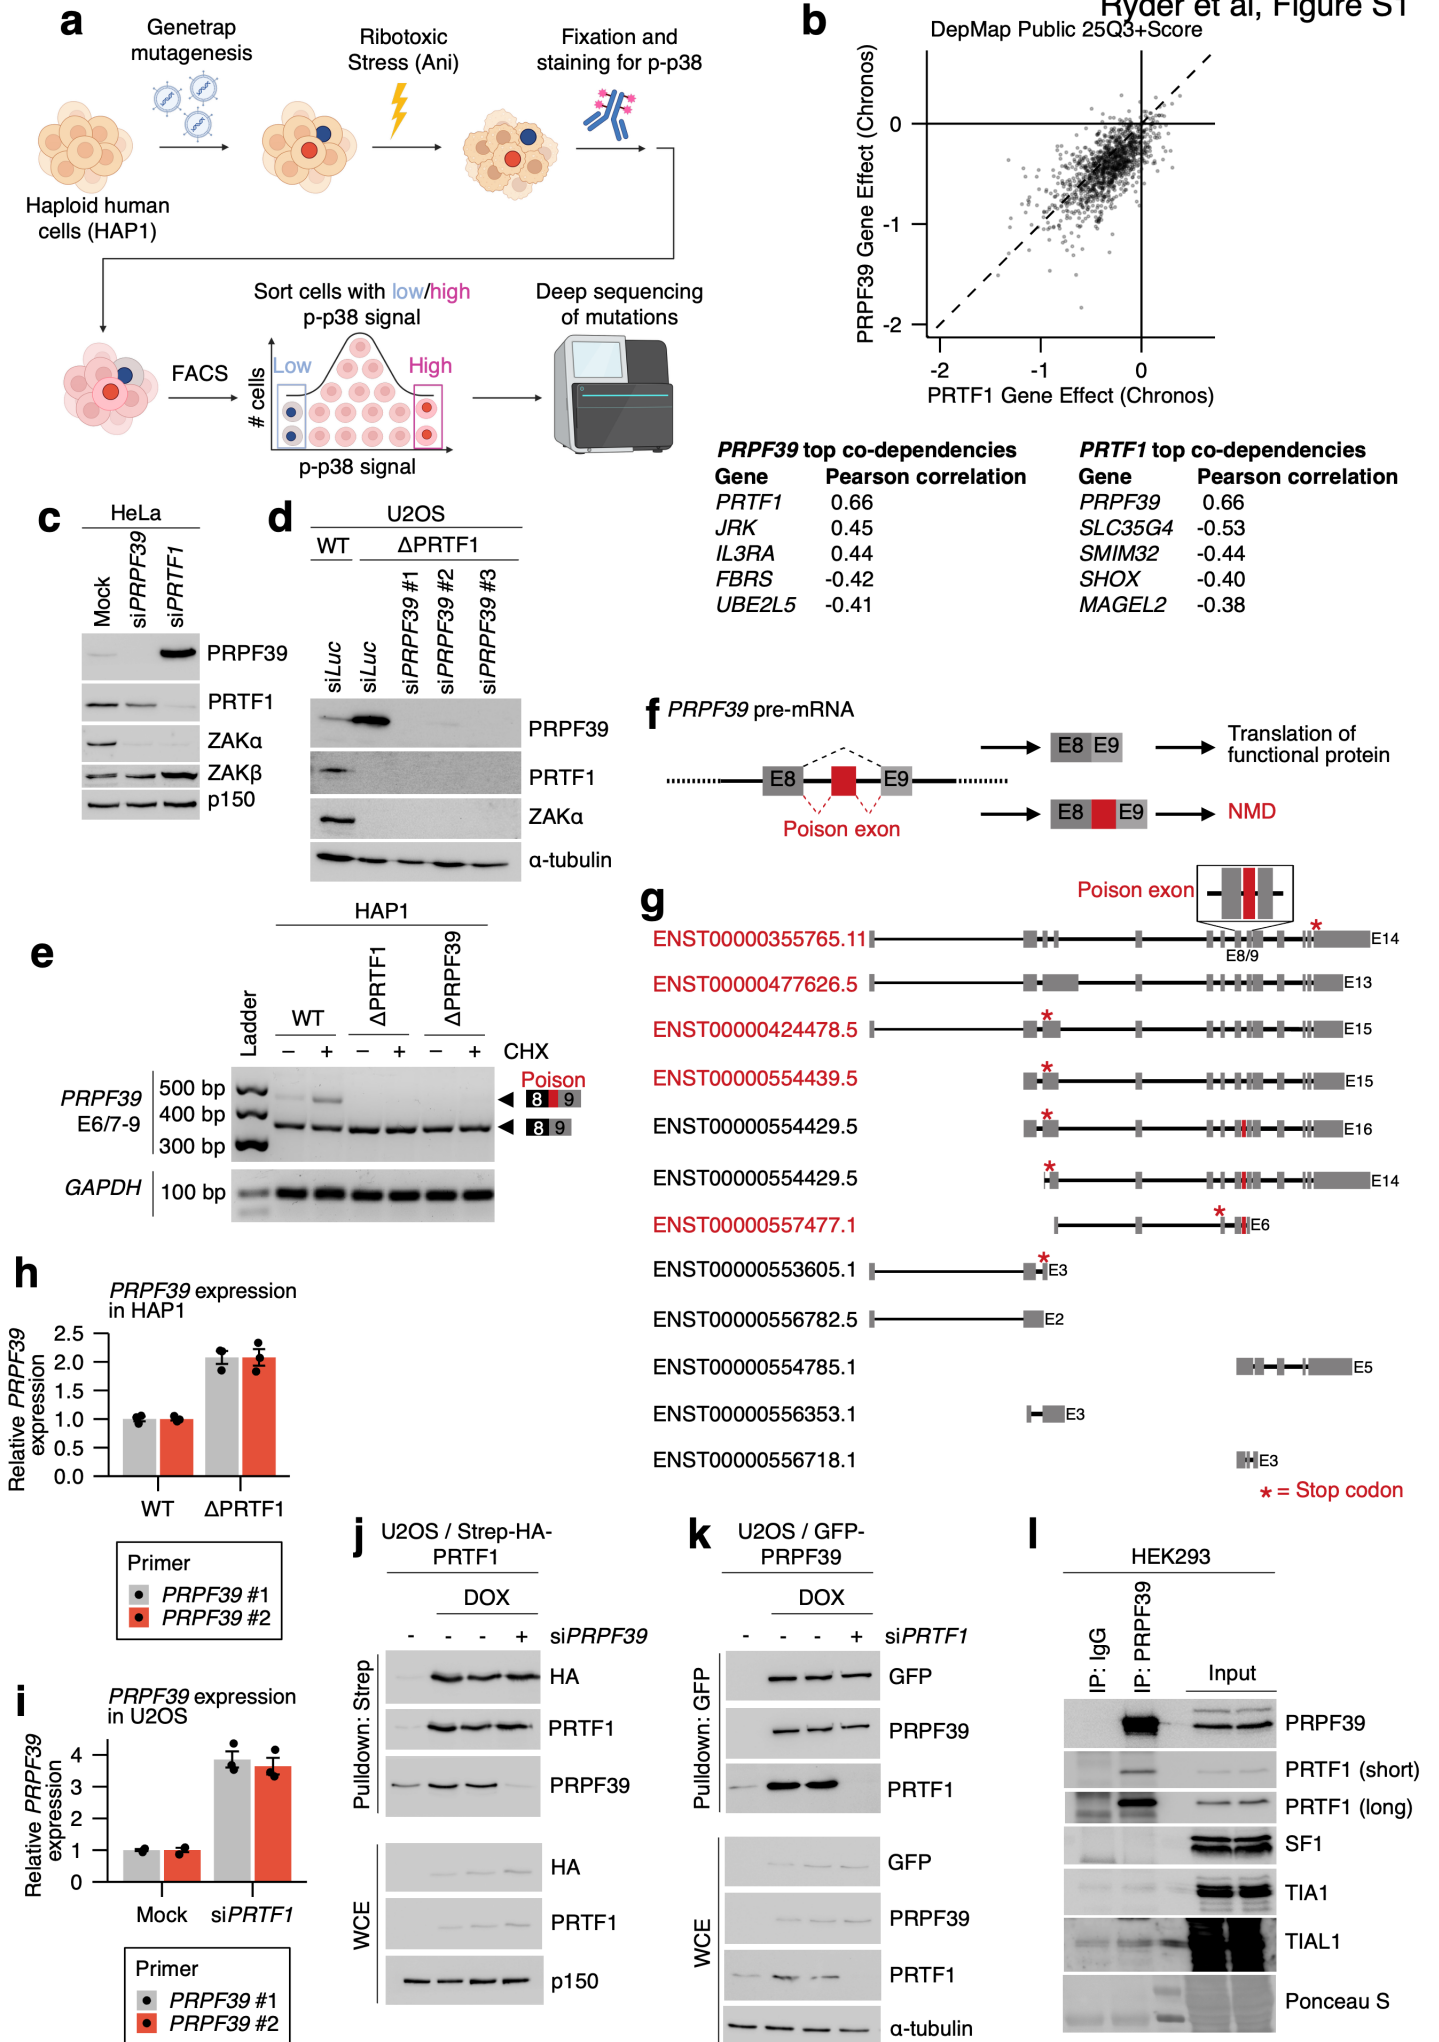 Ryder et al, Figure S1
a
Genetrap
mutagenesis
Ribotoxic
Stress (Ani)
Fixation and
staining for p-p38
Haploid human
cells (HAP1)
FACS
Sort cells with low/high
p-p38 signal
Low
High
# cells
p-p38 signal
Deep sequencing
of mutations
b
DepMap Public 25Q3+Score
PRPF39 Gene Effect (Chronos)
0
-1
-2
-2
-1
0
PRTF1 Gene Effect (Chronos)
PRPF39 top co-dependencies
Gene Pearson correlation
PRTF1 0.66
JRK 0.45
IL3RA 0.44
FBRS -0.42
UBE2L5 -0.41
PRTF1 top co-dependencies
Gene Pearson correlation
PRPF39 0.66
SLC35G4 -0.53
SMIM32 -0.44
SHOX -0.40
MAGEL2 -0.38
c
HeLa
Mock
siPRPF39
siPRTF1
PRPF39
PRTF1
ZAKα
ZAKβ
p150
d
U2OS
WT
ΔPRTF1
siLuc
siLuc
siPRPF39 #1
siPRPF39 #2
siPRPF39 #3
PRPF39
PRTF1
ZAKα
α-tubulin
e
HAP1
Ladder
WT
ΔPRTF1
ΔPRPF39
– + – + – + CHX
PRPF39
E6/7-9
500 bp
400 bp
300 bp
Poison
8 9
8 9
GAPDH
100 bp
f
PRPF39 pre-mRNA
E8
E9
Poison exon
E8 E9
Translation of
functional protein
E8 E9
NMD
g
Poison exon
ENST00000355765.11
*
E14
E8/9
ENST00000477626.5
E13
ENST00000424478.5
*
E15
ENST00000554439.5
*
E15
ENST00000554429.5
*
E16
ENST00000554429.5
*
E14
ENST00000557477.1
*
E6
ENST00000553605.1
*
E3
ENST00000556782.5
E2
ENST00000554785.1
E5
ENST00000556353.1
E3
ENST00000556718.1
E3
* = Stop codon
h
PRPF39 expression
in HAP1
Relative PRPF39
expression
2.5
2.0
1.5
1.0
0.5
0.0
WT
ΔPRTF1
Primer
PRPF39 #1
PRPF39 #2
i
PRPF39 expression
in U2OS
Relative PRPF39
expression
4
3
2
1
0
Mock
siPRTF1
Primer
PRPF39 #1
PRPF39 #2
j
U2OS / Strep-HA-
PRTF1
DOX
- - - + siPRPF39
Pulldown: Strep
HA
PRTF1
PRPF39
WCE
HA
PRTF1
p150
k
U2OS / GFP-
PRPF39
DOX
- - - + siPRTF1
Pulldown: GFP
GFP
PRPF39
PRTF1
WCE
GFP
PRPF39
PRTF1
α-tubulin
l
HEK293
IP: IgG
IP: PRPF39
Input
PRPF39
PRTF1 (short)
PRTF1 (long)
SF1
TIA1
TIAL1
Ponceau S